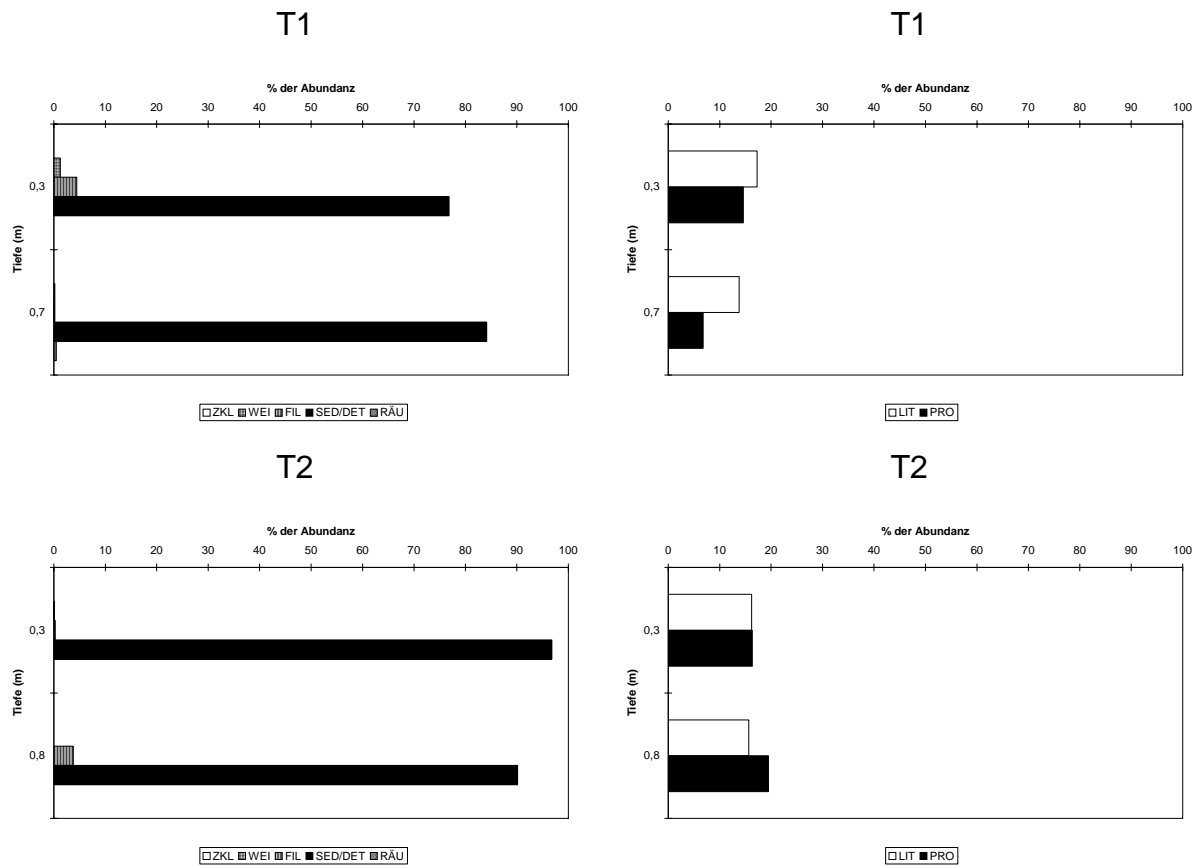 T1
% der Abundanz
0 10 20 30 40 50 60 70 80 90 100
0,3
0,7
Tiefe (m)
ZKL WEI FIL SED/DET RÄU
T1
% der Abundanz
0 10 20 30 40 50 60 70 80 90 100
0,3
0,7
Tiefe (m)
LIT PRO
T2
% der Abundanz
0 10 20 30 40 50 60 70 80 90 100
0,3
0,8
Tiefe (m)
ZKL WEI FIL SED/DET RÄU
T2
% der Abundanz
0 10 20 30 40 50 60 70 80 90 100
0,3
0,8
Tiefe (m)
LIT PRO